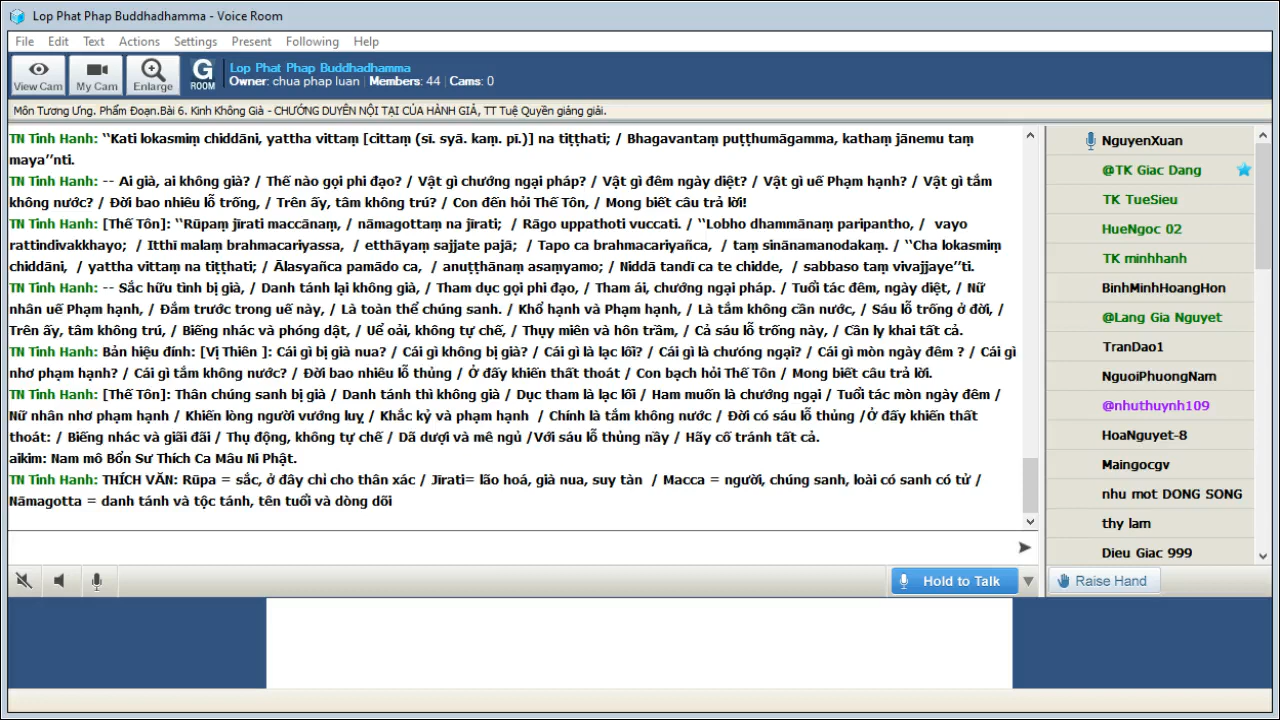 Lop Phat Phap Buddhadhamma - Voice Room
File Edit Text Actions Settings Present Following Help
View Cam My Cam Enlarge G ROOM Lop Phat Phap Buddhadhamma
Owner: chua phap luan Members: 44 Cams: 0
Môn Tương Ưng. Phẩm Đoạn.Bài 6. Kinh Không Già - CHƯỚNG DUYÊN NỘI TẠI CỦA HÀNH GIẢ, TT Tuệ Quyền giảng giải.
TN Tinh Hanh: ‘‘Kati lokasmiṃ chiddāni, yattha vittaṃ [cittaṃ (sī. syā. kaṃ. pī.)] na tiṭṭhati; / Bhagavantaṃ puṭṭhumāgamma, kathaṃ jānemu taṃ
maya’’nti.
TN Tinh Hanh: -- Ai già, ai không già? / Thế nào gọi phi đạo? / Vật gì chướng ngại pháp? / Vật gì đêm ngày diệt? / Vật gì uế Phạm hạnh? / Vật gì tắm
không nước? / Đời bao nhiêu lỗ trống, / Trên ấy, tâm không trú? / Con đến hỏi Thế Tôn, / Mong biết câu trả lời!
TN Tinh Hanh: [Thế Tôn]: ‘‘Rūpaṃ jīrati maccānaṃ, / nāmagottaṃ na jīrati; / Rāgo uppathoti vuccati. / ‘‘Lobho dhammānaṃ paripantho, / vayo
rattindivakkhayo; / Itthī malaṃ brahmacariyassa, / etthāyaṃ sajjate pajā; / Tapo ca brahmacariyañca, / taṃ sinānamanodakaṃ. / ‘‘Cha lokasmiṃ
chiddāni, / yattha vittaṃ na tiṭṭhati; / Ālasyañca pamādo ca, / anuṭṭhānaṃ asaṃyamo; / Niddā tandī ca te chidde, / sabbaso taṃ vivajjaye’’ti.
TN Tinh Hanh: -- Sắc hữu tình bị già, / Danh tánh lại không già, / Tham dục gọi phi đạo, / Tham ái, chướng ngại pháp. / Tuổi tác đêm, ngày diệt, / Nữ
nhân uế Phạm hạnh, / Đắm trước trong uế này, / Là toàn thể chúng sanh. / Khổ hạnh và Phạm hạnh, / Là tắm không cần nước, / Sáu lỗ trống ở đời, /
Trên ấy, tâm không trú, / Biếng nhác và phóng dật, / Uể oải, không tự chế, / Thụy miên và hôn trầm, / Cả sáu lỗ trống này, / Cần ly khai tất cả.
TN Tinh Hanh: Bản hiệu đính: [Vị Thiên ]: Cái gì bị già nua? / Cái gì không bị già? / Cái gì là lạc lối? / Cái gì là chướng ngại? / Cái gì mòn ngày đêm ? / Cái gì
nhơ phạm hạnh? / Cái gì tắm không nước? / Đời bao nhiêu lỗ thủng / Ở đấy khiến thất thoát / Con bạch hỏi Thế Tôn / Mong biết câu trả lời.
TN Tinh Hanh: [Thế Tôn]: Thân chúng sanh bị già / Danh tánh thì không già / Dục tham là lạc lối / Ham muốn là chướng ngại / Tuổi tác mòn ngày đêm /
Nữ nhân nhơ phạm hạnh / Khiến lòng người vướng luỵ / Khắc kỷ và phạm hạnh / Chính là tắm không nước / Đời có sáu lỗ thủng /Ở đấy khiến thất
thoát: / Biếng nhác và giãi đãi / Thụ động, không tự chế / Dã dượi và mê ngủ /Với sáu lỗ thủng nầy / Hãy cố tránh tất cả.
aikim: Nam mô Bổn Sư Thích Ca Mâu Ni Phật.
TN Tinh Hanh: THÍCH VĂN: Rūpa = sắc, ở đây chỉ cho thân xác / Jīrati= lão hoá, già nua, suy tàn / Macca = người, chúng sanh, loài có sanh có tử /
Nāmagotta = danh tánh và tộc tánh, tên tuổi và dòng dõi
NguyenXuan
@TK Giac Dang
TK TueSieu
HueNgoc 02
TK minhhanh
BinhMinhHoangHon
@Lang Gia Nguyet
TranDao1
NguoiPhuongNam
@nhuthuynh109
HoaNguyet-8
Maingocgv
nhu mot DONG SONG
thy lam
Dieu Giac 999
Hold to Talk
Raise Hand